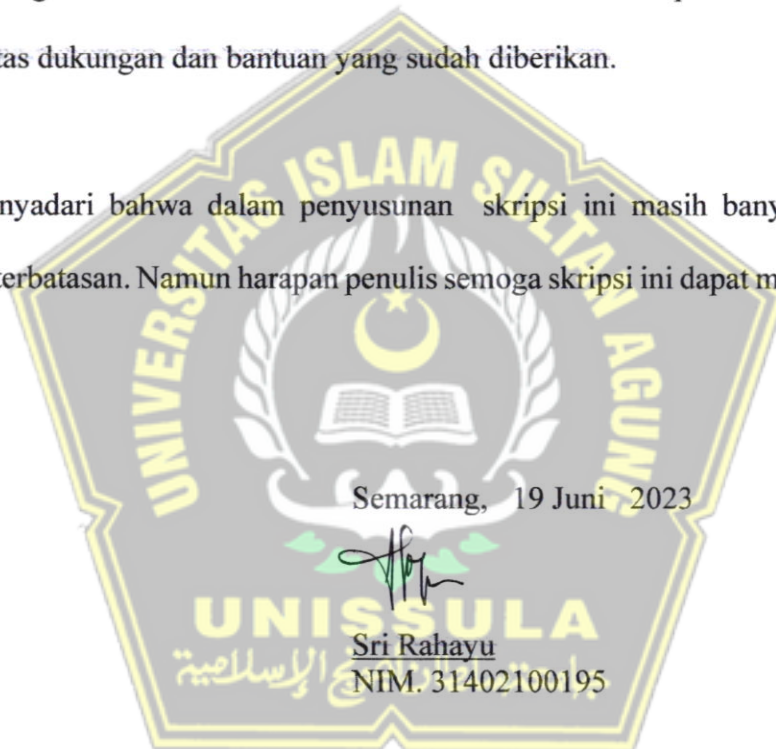 tas dukungan dan bantuan yang sudah diberikan.
UNIVERSITAS ISLAM SULTAN AGUNG
nyadari bahwa dalam penyusunan skripsi ini masih bany
terbatasan. Namun harapan penulis semoga skripsi ini dapat m
Semarang, 19 Juni 2023
UNISSULA
Sri Rahayu
NIM. 31402100195